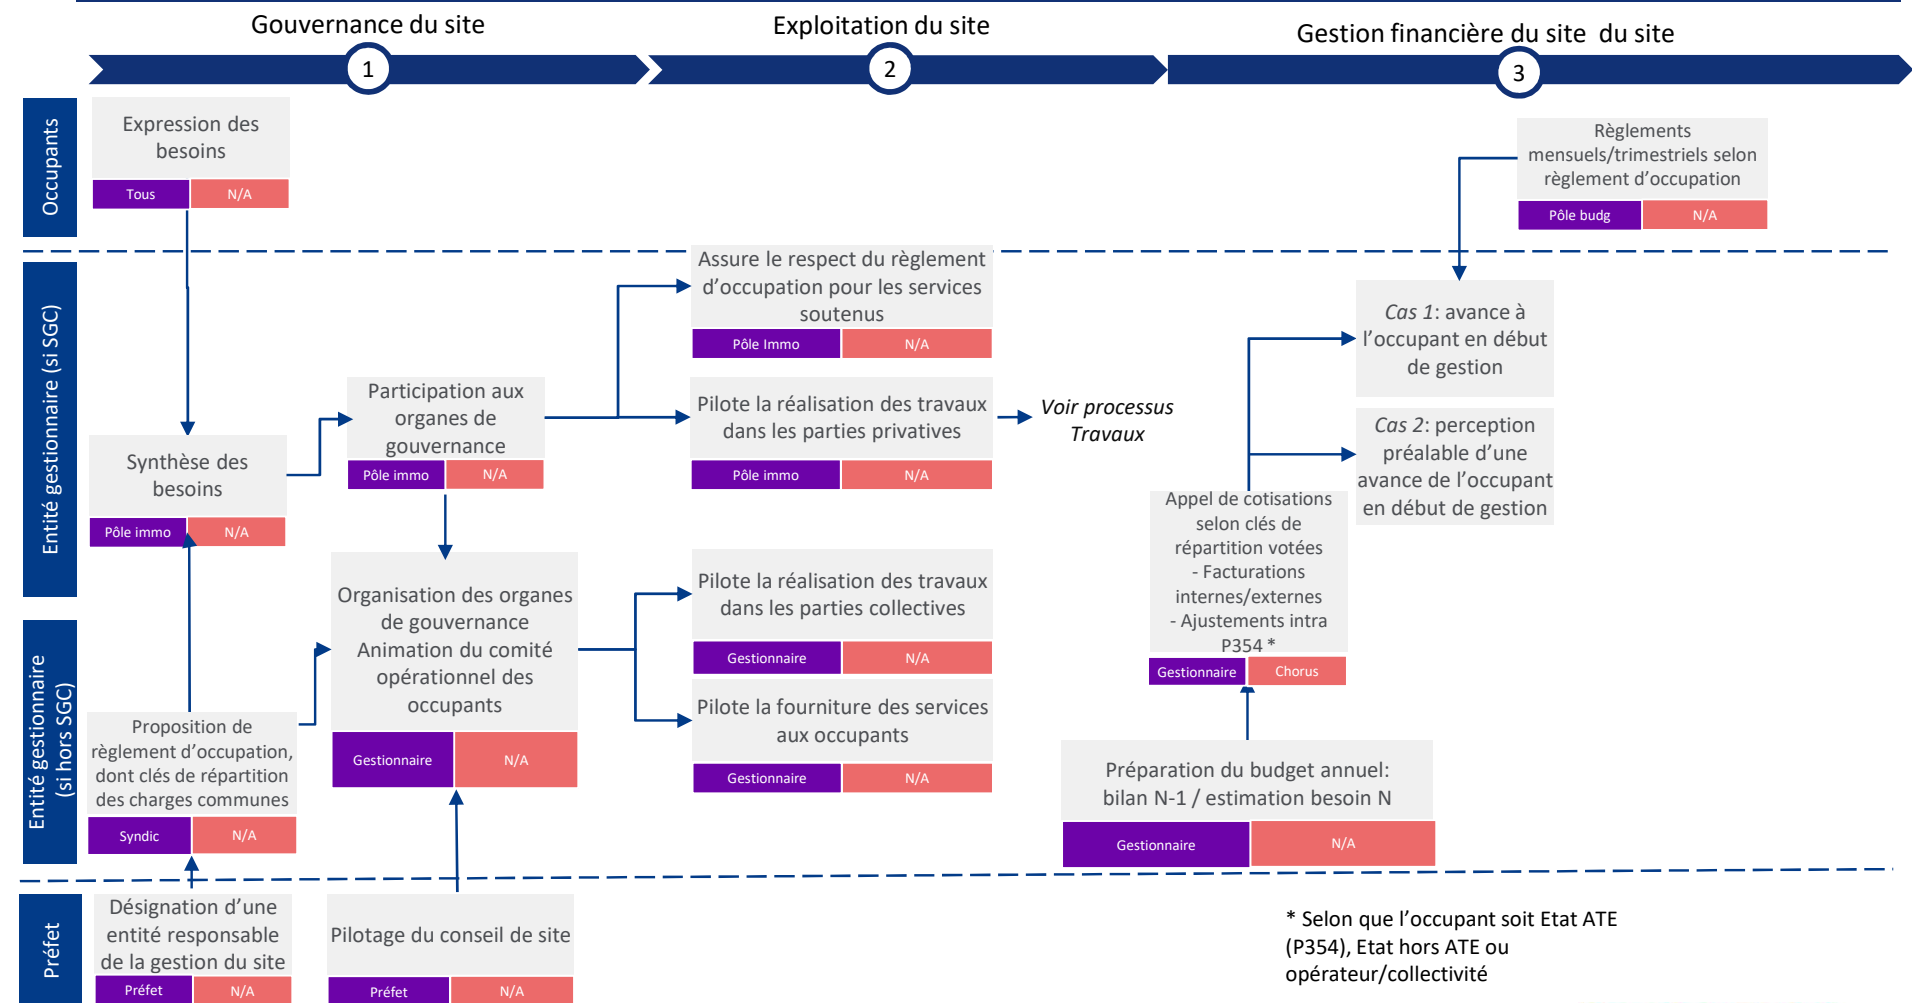 Gouvernance du site
Exploitation du site
Gestion financière du site  du site
1
2
3
Occupants
Expression des
besoins
Tous
N/A
Règlements
mensuels/trimestriels selon
règlement d'occupation
Pôle budg
N/A
Entité gestionnaire (si SGC)
Assure le respect du règlement
d'occupation pour les services
soutenus
Pôle Immo
N/A
Cas 1: avance à
l'occupant en début
de gestion
Participation aux
organes de
gouvernance
Pôle immo
N/A
Pilote la réalisation des travaux
dans les parties privatives
Pôle immo
N/A
Voir processus
Travaux
Cas 2: perception
préalable d'une
avance de l'occupant
en début de gestion
Synthèse des
besoins
Pôle immo
N/A
Appel de cotisations
selon clés de
répartition votées
- Facturations
internes/externes
- Ajustements intra
P354 *
Gestionnaire
Chorus
Organisation des organes
de gouvernance
Animation du comité
opérationnel des
occupants
Gestionnaire
N/A
Pilote la réalisation des travaux
dans les parties collectives
Gestionnaire
N/A
Entité gestionnaire
(si hors SGC)
Proposition de
règlement d'occupation,
dont clés de répartition
des charges communes
Syndic
N/A
Pilote la fourniture des services
aux occupants
Gestionnaire
N/A
Préparation du budget annuel:
bilan N-1 / estimation besoin N
Gestionnaire
N/A
Préfet
Désignation d'une
entité responsable
de la gestion du site
Préfet
N/A
Pilotage du conseil de site
Préfet
N/A
* Selon que l'occupant soit Etat ATE
(P354), Etat hors ATE ou
opérateur/collectivité